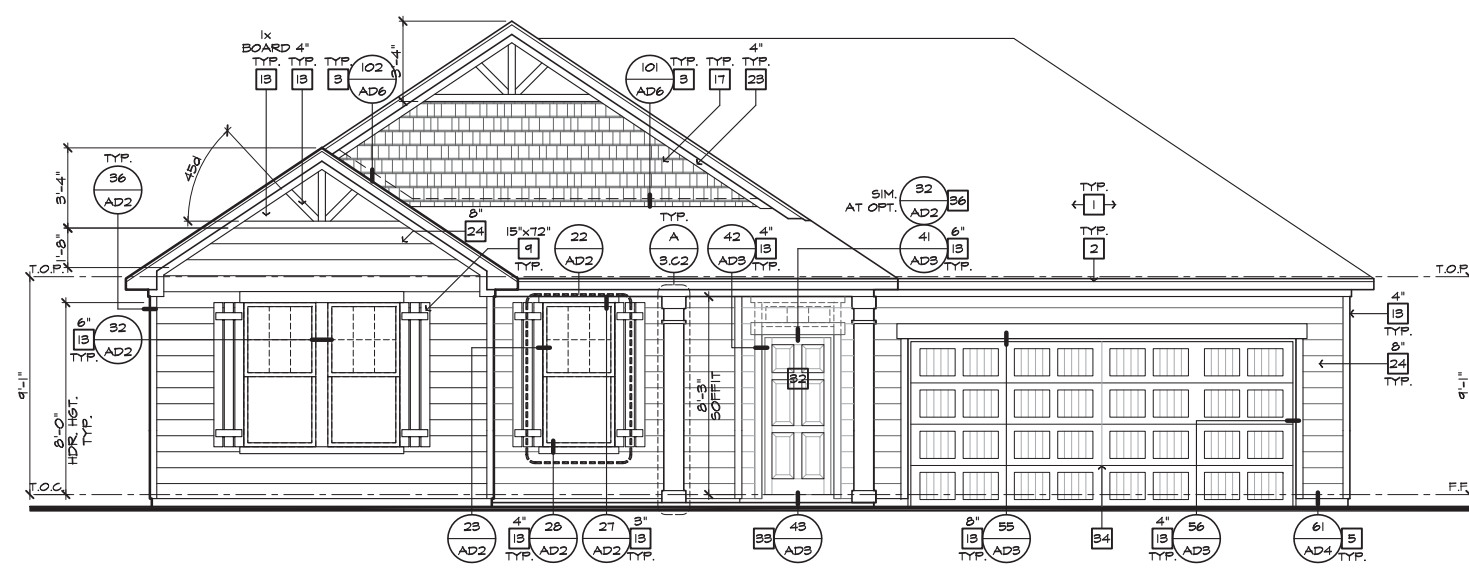 1x
BOARD 4"
TYP. TYP. TYP.
13 13 3
102
AD6
3'-4"
101
AD6
TYP.
3
TYP.
17
4"
TYP.
23
45d
TYP.
36
AD2
3'-4"
1'-8"
8"
24
15"x72"
9
TYP.
22
AD2
TYP.
A
3.C2
42
AD3
4"
13
TYP.
SIM.
AT OPT.
32
AD2
36
41
AD3
6"
13
TYP.
TYP.
1
TYP.
2
T.O.P.
T.O.P.
6"
13
TYP.
32
AD2
9'-1"
8'-0"
HDR. HGT.
TYP.
8'-3"
SOFFIT
32
4"
13
TYP.
8"
24
TYP.
9'-1"
T.O.C.
F.F.
23
AD2
4"
13
TYP.
28
AD2
27
AD2
3"
13
TYP.
33
43
AD3
8"
13
TYP.
55
AD3
34
4"
13
TYP.
56
AD3
61
AD4
5
TYP.